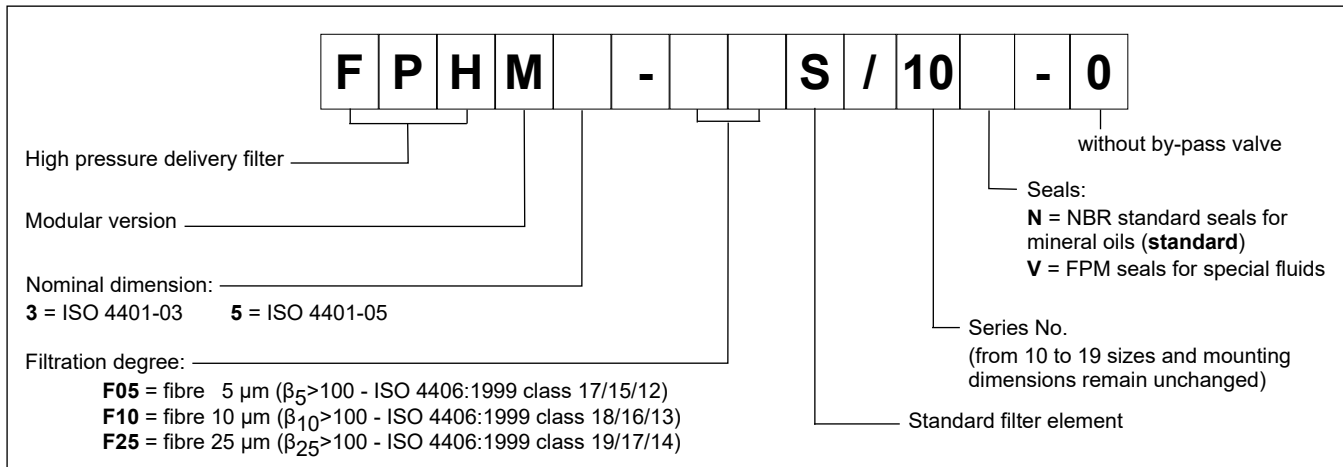 F P H M - S / 10 - 0
High pressure delivery filter
Modular version
Nominal dimension:
3 = ISO 4401-03 5 = ISO 4401-05
Filtration degree:
F05 = fibre 5 µm (β5>100 - ISO 4406:1999 class 17/15/12)
F10 = fibre 10 µm (β10>100 - ISO 4406:1999 class 18/16/13)
F25 = fibre 25 µm (β25>100 - ISO 4406:1999 class 19/17/14)
without by-pass valve
Seals:
N = NBR standard seals for
mineral oils (standard)
V = FPM seals for special fluids
Series No.
(from 10 to 19 sizes and mounting
dimensions remain unchanged)
Standard filter element